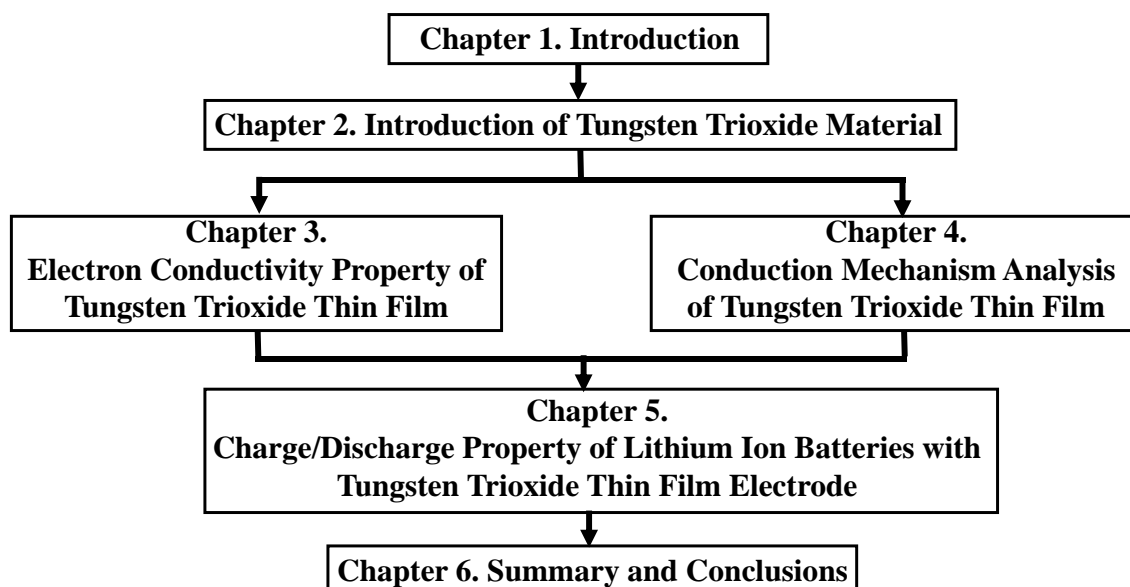 Chapter 1. Introduction
Chapter 2. Introduction of Tungsten Trioxide Material
Chapter 3.
Electron Conductivity Property of
Tungsten Trioxide Thin Film
Chapter 4.
Conduction Mechanism Analysis
of Tungsten Trioxide Thin Film
Chapter 5.
Charge/Discharge Property of Lithium Ion Batteries with
Tungsten Trioxide Thin Film Electrode
Chapter 6. Summary and Conclusions